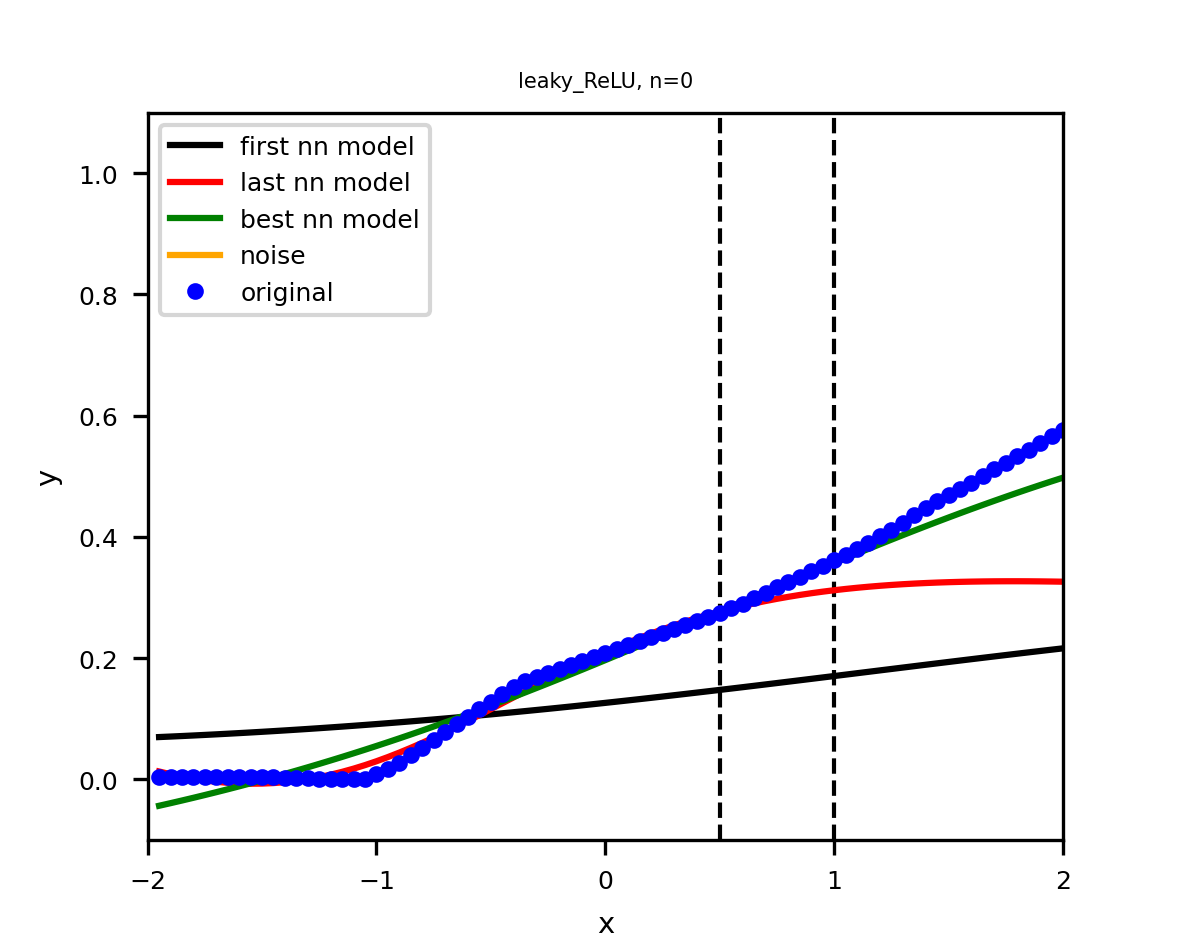 leaky_ReLU, n=0
first nn model
last nn model
best nn model
noise
original
1.0
0.8
0.6
0.4
0.2
0.0
y
−2
−1
0
1
2
x